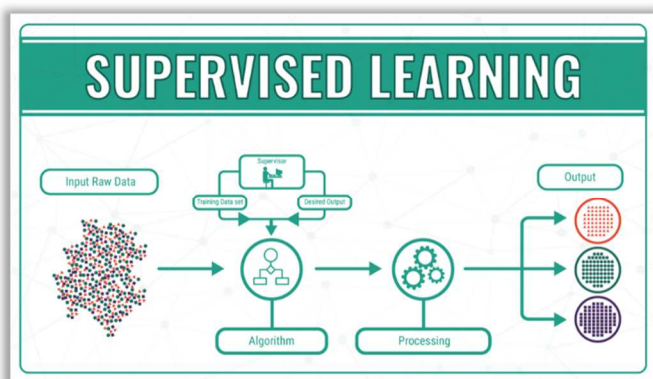 SUPERVISED LEARNING
Input Raw Data
Supervisor
Training Data set
Desired Output
Output
Algorithm
Processing